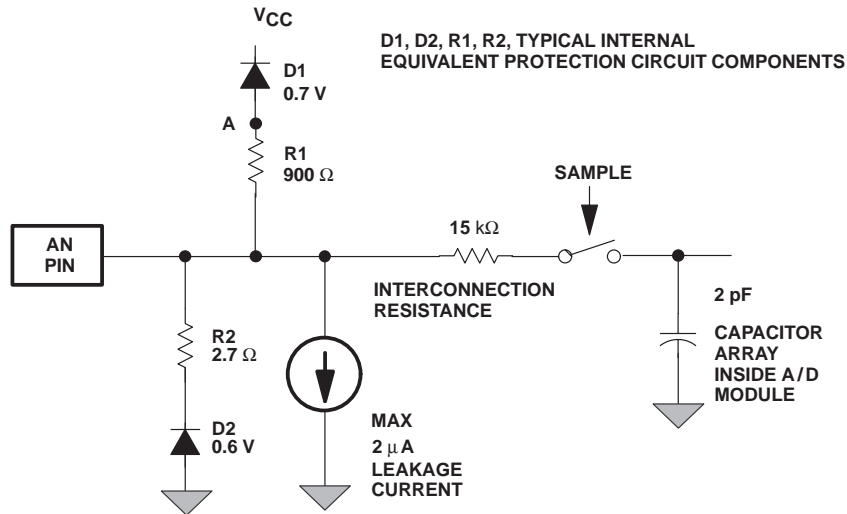 VCC
D1, D2, R1, R2, TYPICAL INTERNAL
EQUIVALENT PROTECTION CIRCUIT COMPONENTS
D1
0.7 V
A
R1
900 Ω
SAMPLE
15 kΩ
AN
PIN
INTERCONNECTION
RESISTANCE
2 pF
R2
2.7 Ω
CAPACITOR
ARRAY
INSIDE A/D
MODULE
D2
0.6 V
MAX
2 μA
LEAKAGE
CURRENT